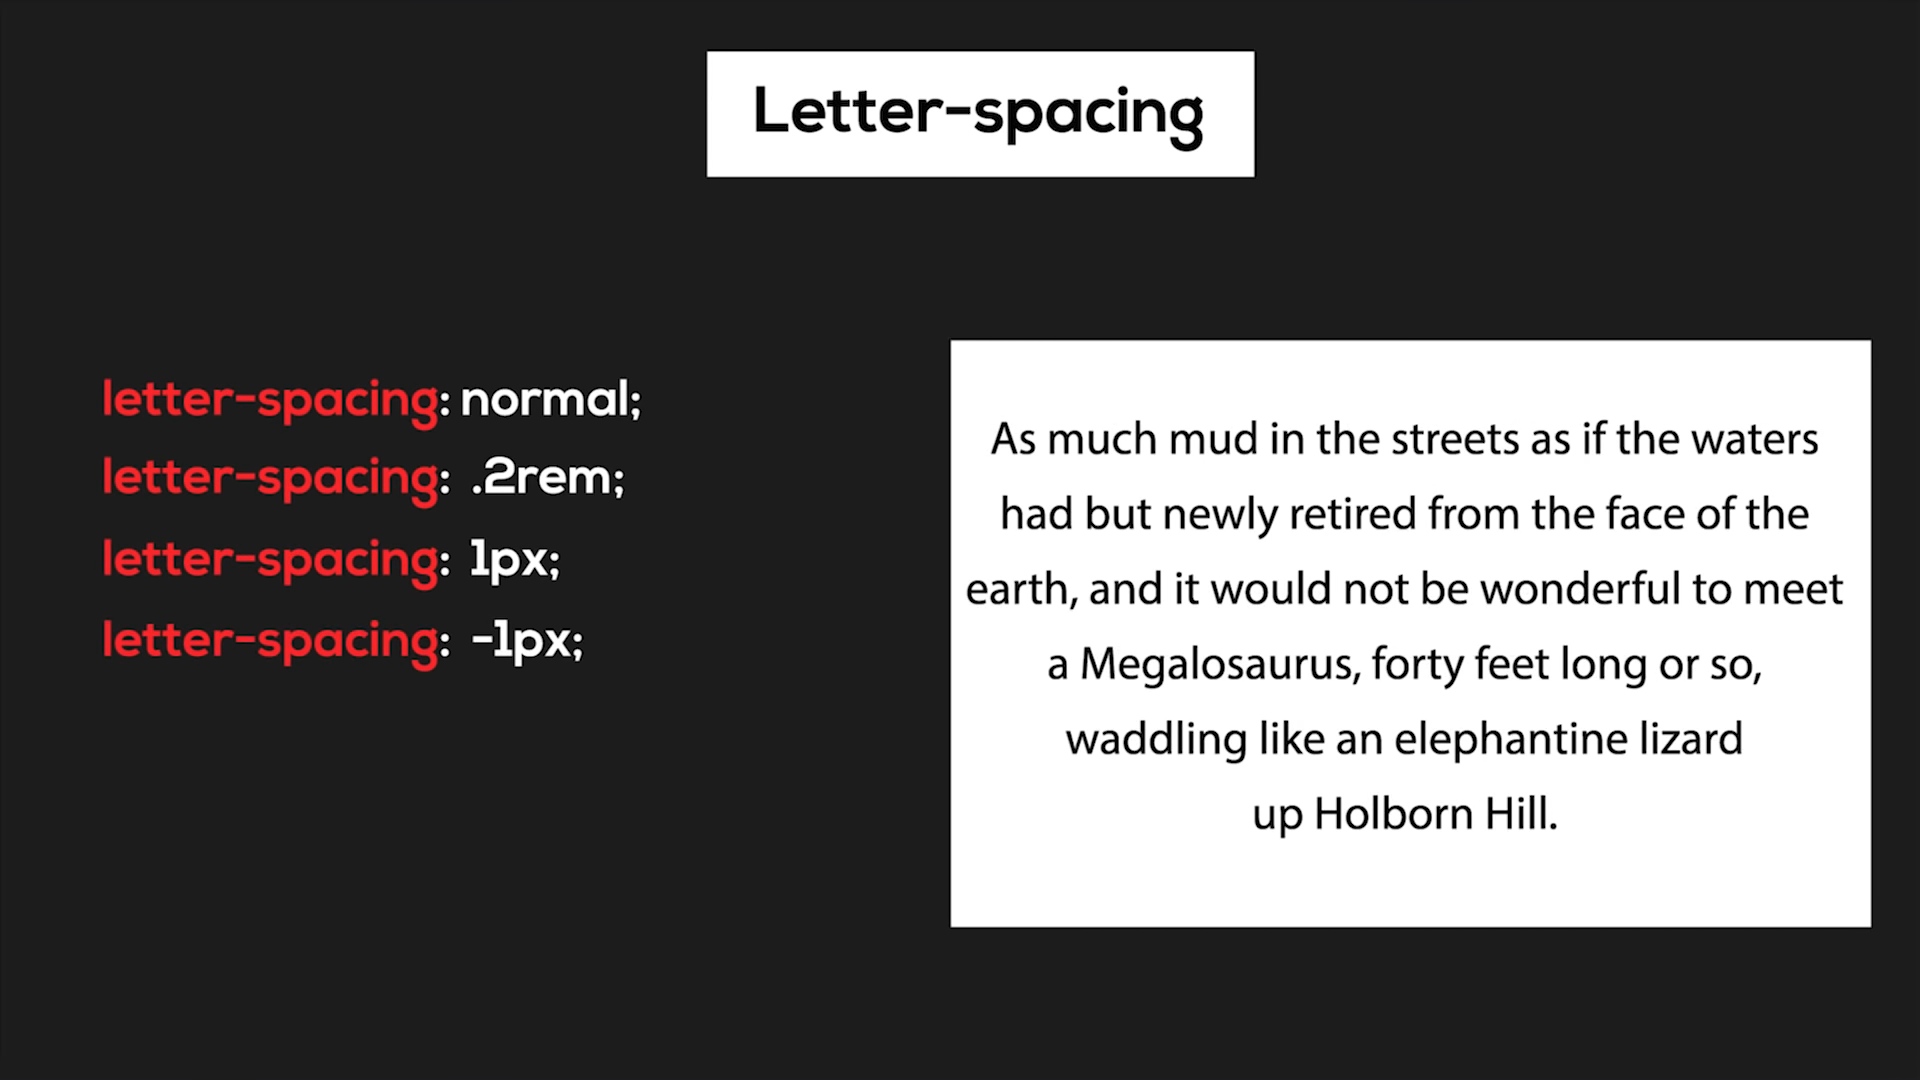 Letter-spacing
letter-spacing: normal;
letter-spacing: .2rem;
letter-spacing: 1px;
letter-spacing: -1px;
As much mud in the streets as if the waters
had but newly retired from the face of the
earth, and it would not be wonderful to meet
a Megalosaurus, forty feet long or so,
waddling like an elephantine lizard
up Holborn Hill.